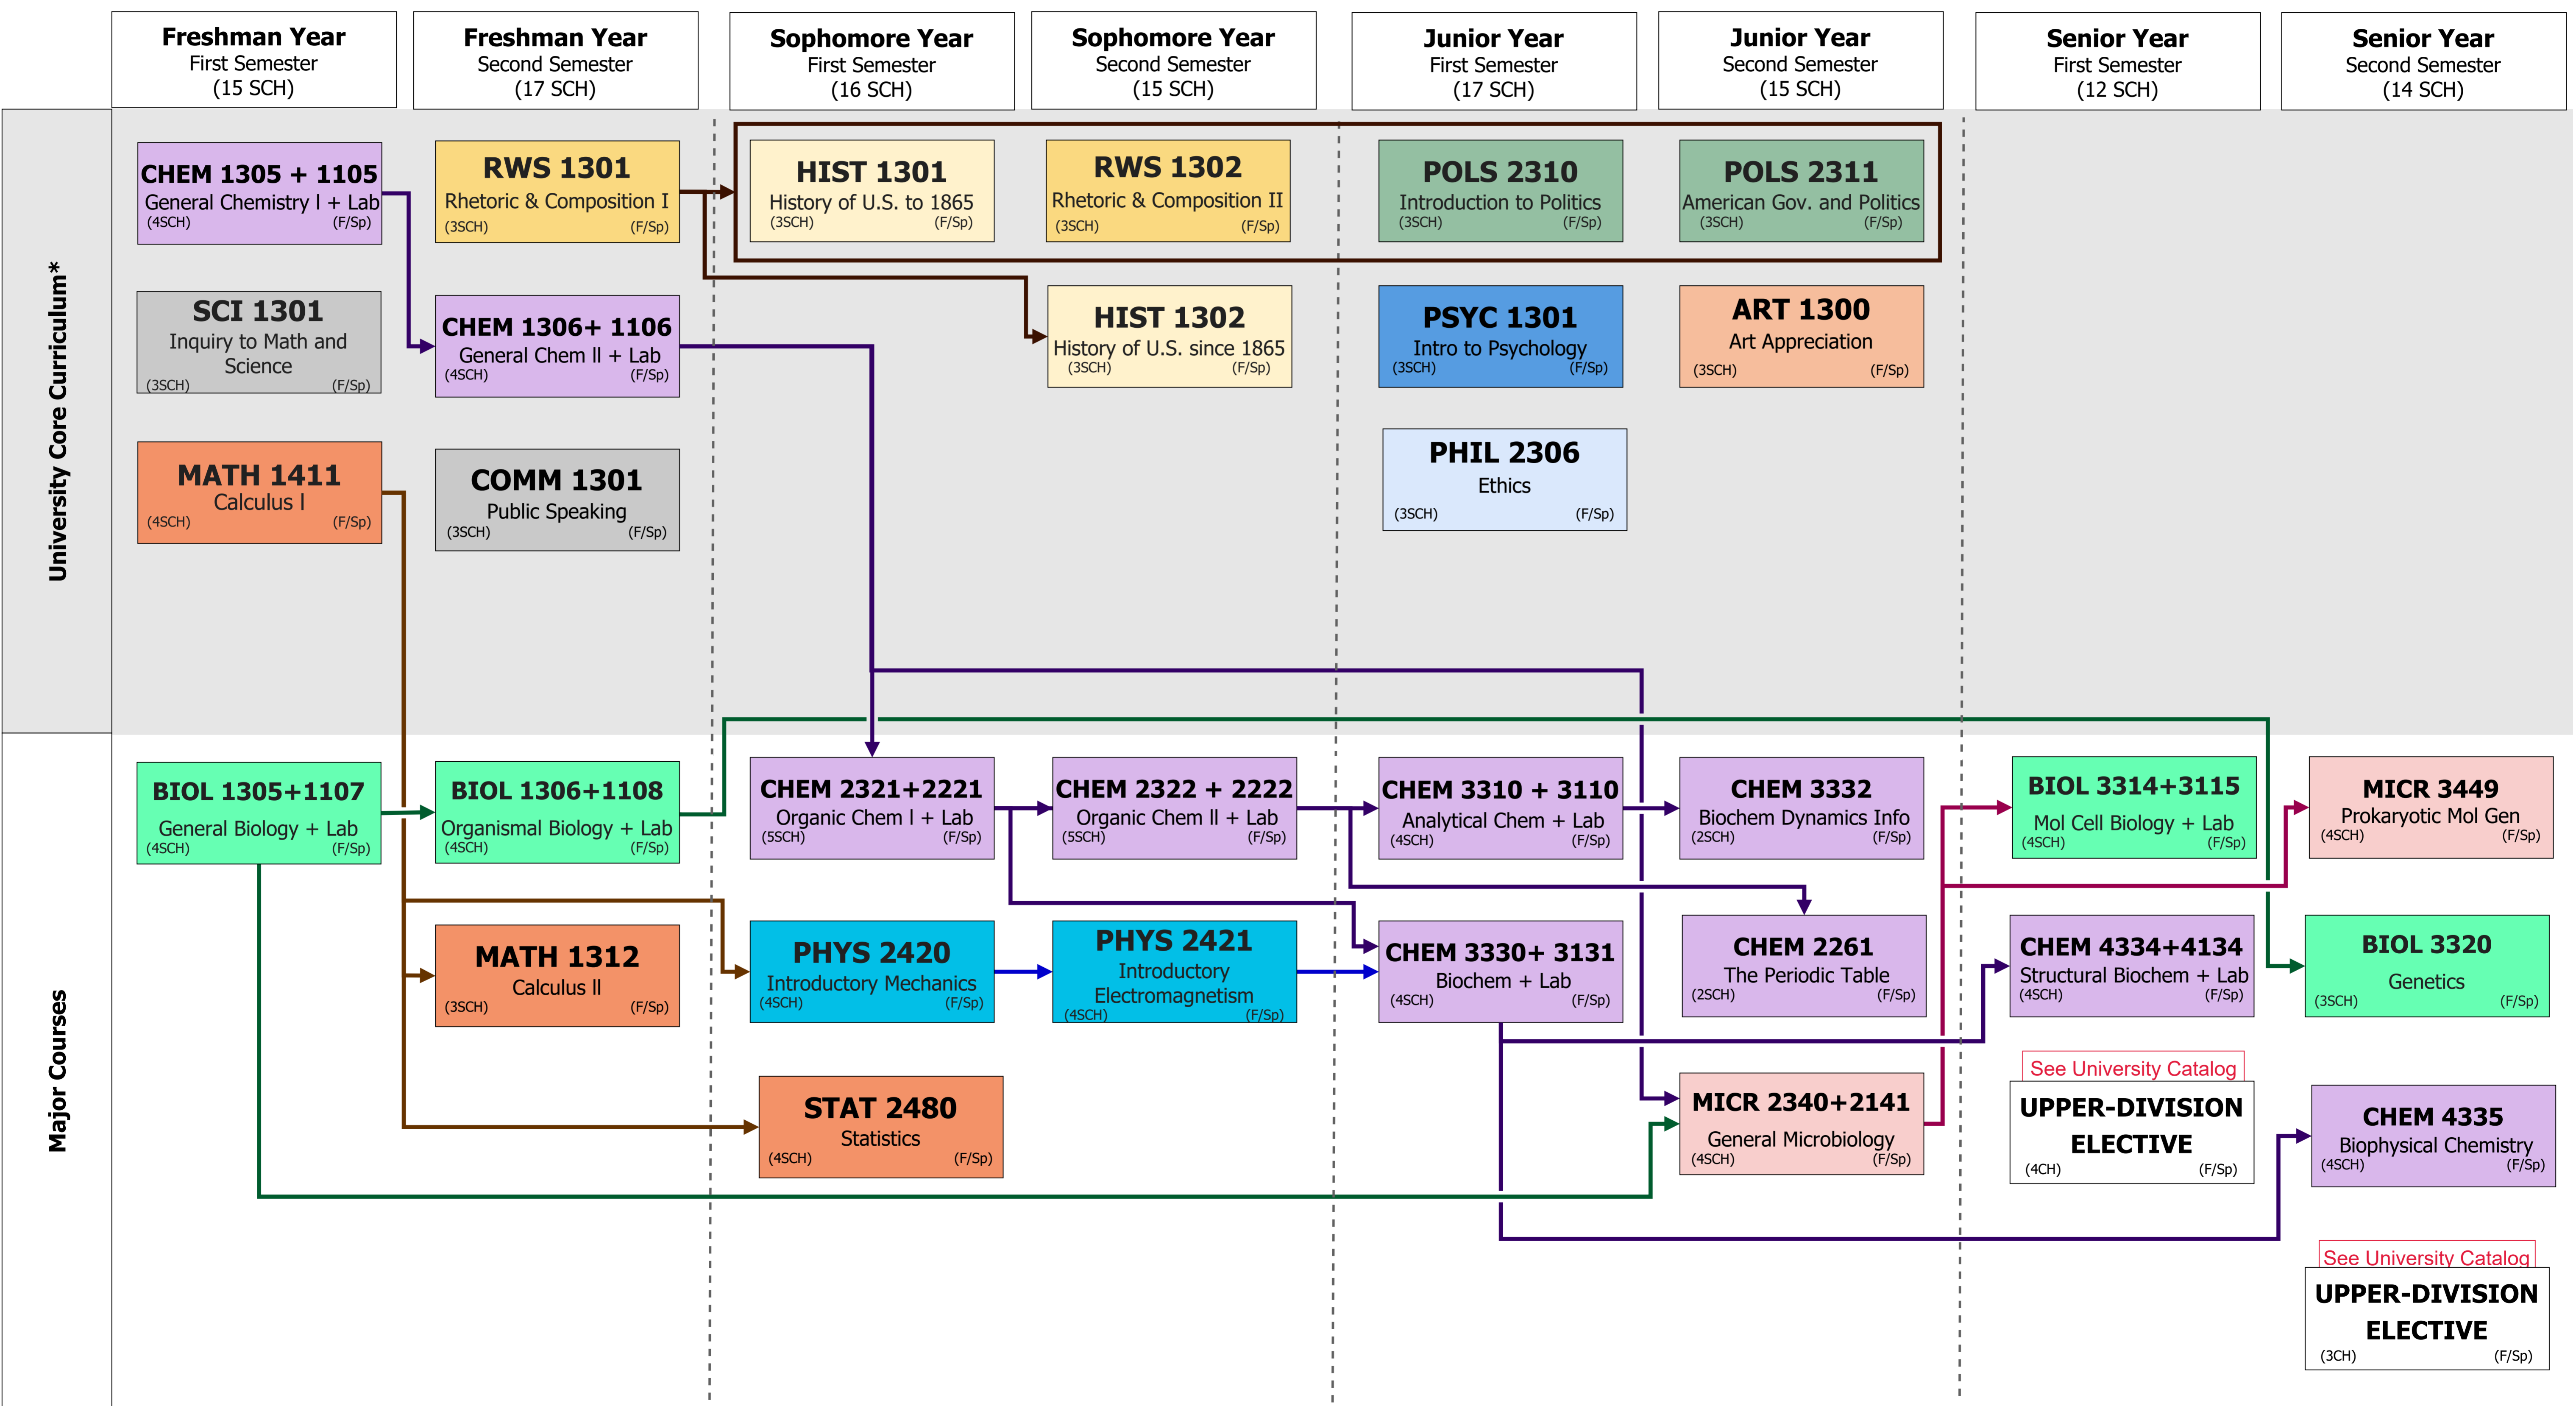 Freshman Year
First Semester
(15 SCH)
Freshman Year
Second Semester
(17 SCH)
Sophomore Year
First Semester
(16 SCH)
Sophomore Year
Second Semester
(15 SCH)
Junior Year
First Semester
(17 SCH)
Junior Year
Second Semester
(15 SCH)
Senior Year
First Semester
(12 SCH)
Senior Year
Second Semester
(14 SCH)
University Core Curriculum*
CHEM 1305 + 1105
General Chemistry I + Lab
(4SCH) (F/Sp)
RWS 1301
Rhetoric & Composition I
(3SCH) (F/Sp)
HIST 1301
History of U.S. to 1865
(3SCH) (F/Sp)
RWS 1302
Rhetoric & Composition II
(3SCH) (F/Sp)
POLS 2310
Introduction to Politics
(3SCH) (F/Sp)
POLS 2311
American Gov. and Politics
(3SCH) (F/Sp)
SCI 1301
Inquiry to Math and
Science
(3SCH) (F/Sp)
CHEM 1306+ 1106
General Chem II + Lab
(4SCH) (F/Sp)
HIST 1302
History of U.S. since 1865
(3SCH) (F/Sp)
PSYC 1301
Intro to Psychology
(3SCH) (F/Sp)
ART 1300
Art Appreciation
(3SCH) (F/Sp)
MATH 1411
Calculus I
(4SCH) (F/Sp)
COMM 1301
Public Speaking
(3SCH) (F/Sp)
PHIL 2306
Ethics
(3SCH) (F/Sp)
Major Courses
BIOL 1305+1107
General Biology + Lab
(4SCH) (F/Sp)
BIOL 1306+1108
Organismal Biology + Lab
(4SCH) (F/Sp)
CHEM 2321+2221
Organic Chem I + Lab
(5SCH) (F/Sp)
CHEM 2322 + 2222
Organic Chem II + Lab
(5SCH) (F/Sp)
CHEM 3310 + 3110
Analytical Chem + Lab
(4SCH) (F/Sp)
CHEM 3332
Biochem Dynamics Info
(2SCH) (F/Sp)
BIOL 3314+3115
Mol Cell Biology + Lab
(4SCH) (F/Sp)
MICR 3449
Prokaryotic Mol Gen
(4SCH) (F/Sp)
MATH 1312
Calculus II
(3SCH) (F/Sp)
PHYS 2420
Introductory Mechanics
(4SCH) (F/Sp)
PHYS 2421
Introductory
Electromagnetism
(4SCH) (F/Sp)
CHEM 3330+ 3131
Biochem + Lab
(4SCH) (F/Sp)
CHEM 2261
The Periodic Table
(2SCH) (F/Sp)
CHEM 4334+4134
Structural Biochem + Lab
(4SCH) (F/Sp)
BIOL 3320
Genetics
(3SCH) (F/Sp)
STAT 2480
Statistics
(4SCH) (F/Sp)
MICR 2340+2141
General Microbiology
(4SCH) (F/Sp)
See University Catalog
UPPER-DIVISION
ELECTIVE
(4CH) (F/Sp)
CHEM 4335
Biophysical Chemistry
(4SCH) (F/Sp)
See University Catalog
UPPER-DIVISION
ELECTIVE
(3CH) (F/Sp)